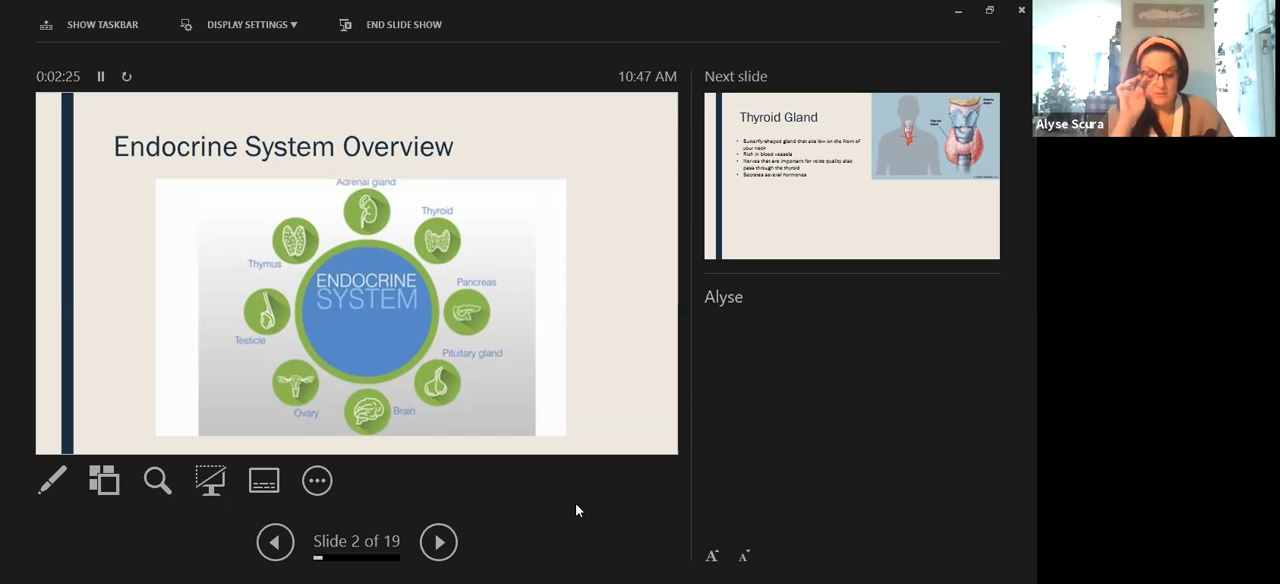 SHOW TASKBAR
DISPLAY SETTINGS ▼
END SLIDE SHOW
0:02:25
10:47 AM
Next slide
Endocrine System Overview
Adrenal gland
Thyroid
Thymus
ENDOCRINE
SYSTEM
Pancreas
Testicle
Pituitary gland
Ovary
Brain
Thyroid Gland
• Butterfly-shaped gland that sits low on the front of
your neck
• Rich in blood vessels
• Nerves that are important for voice quality also
pass through the thyroid
• Secretes several hormones
Alyse
Slide 2 of 19
A
A
Alyse Scura